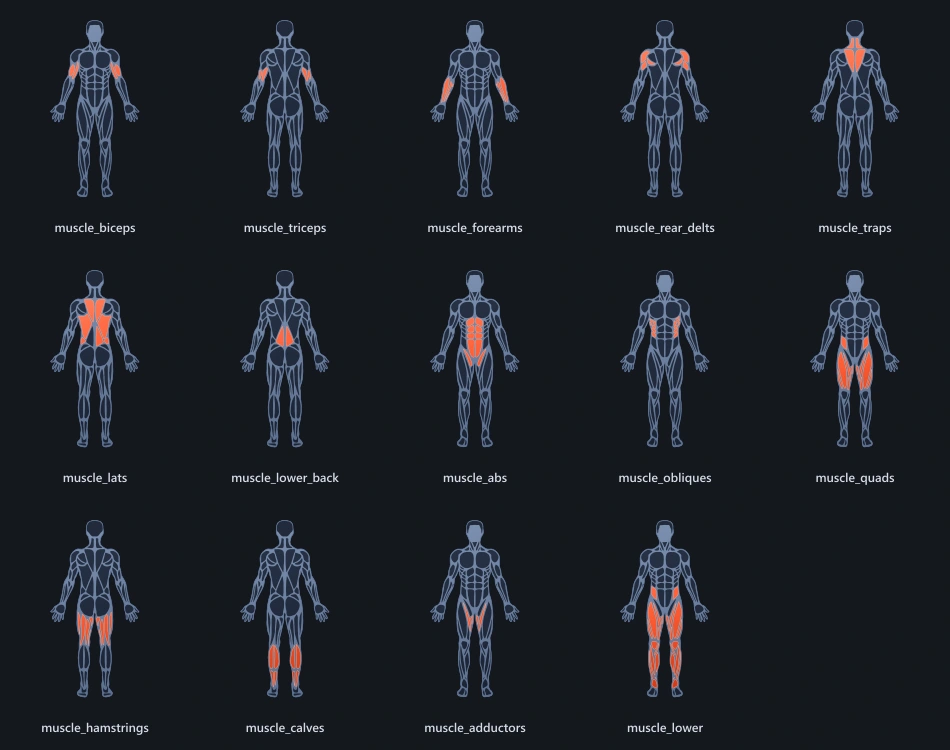 muscle_biceps
muscle_triceps
muscle_forearms
muscle_rear_delts
muscle_traps
muscle_lats
muscle_lower_back
muscle_abs
muscle_obliques
muscle_quads
muscle_hamstrings
muscle_calves
muscle_adductors
muscle_lower